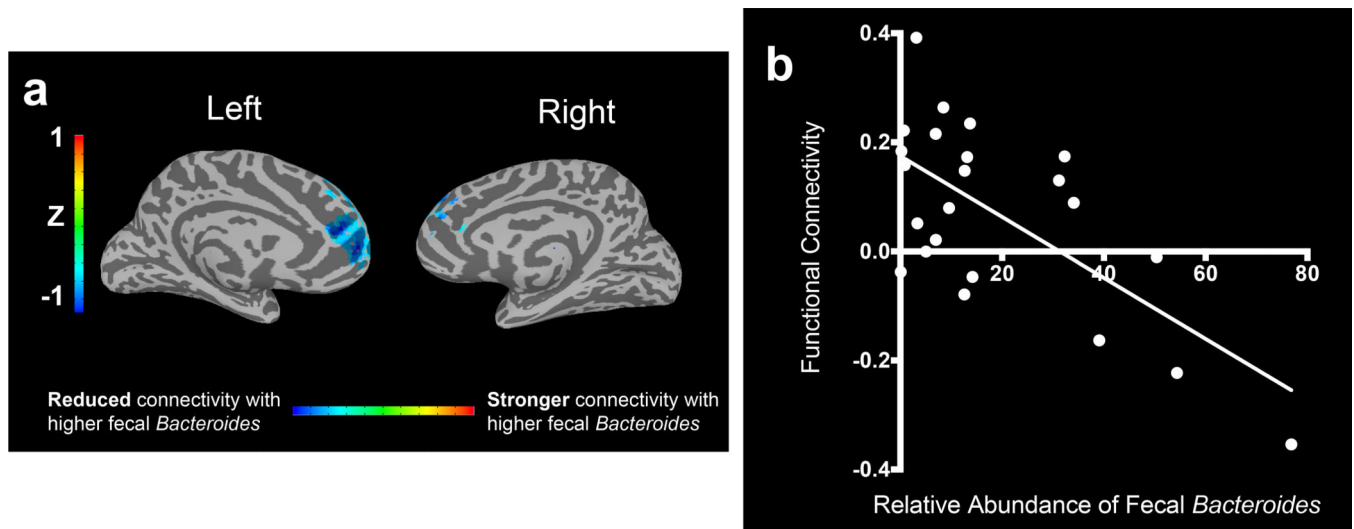 a
Left
Right
1
Z
-1
Reduced connectivity with
higher fecal Bacteroides
Stronger connectivity with
higher fecal Bacteroides
b
0.4
0.2
0.0
-0.2
-0.4
20
40
60
80
Functional Connectivity
Relative Abundance of Fecal Bacteroides